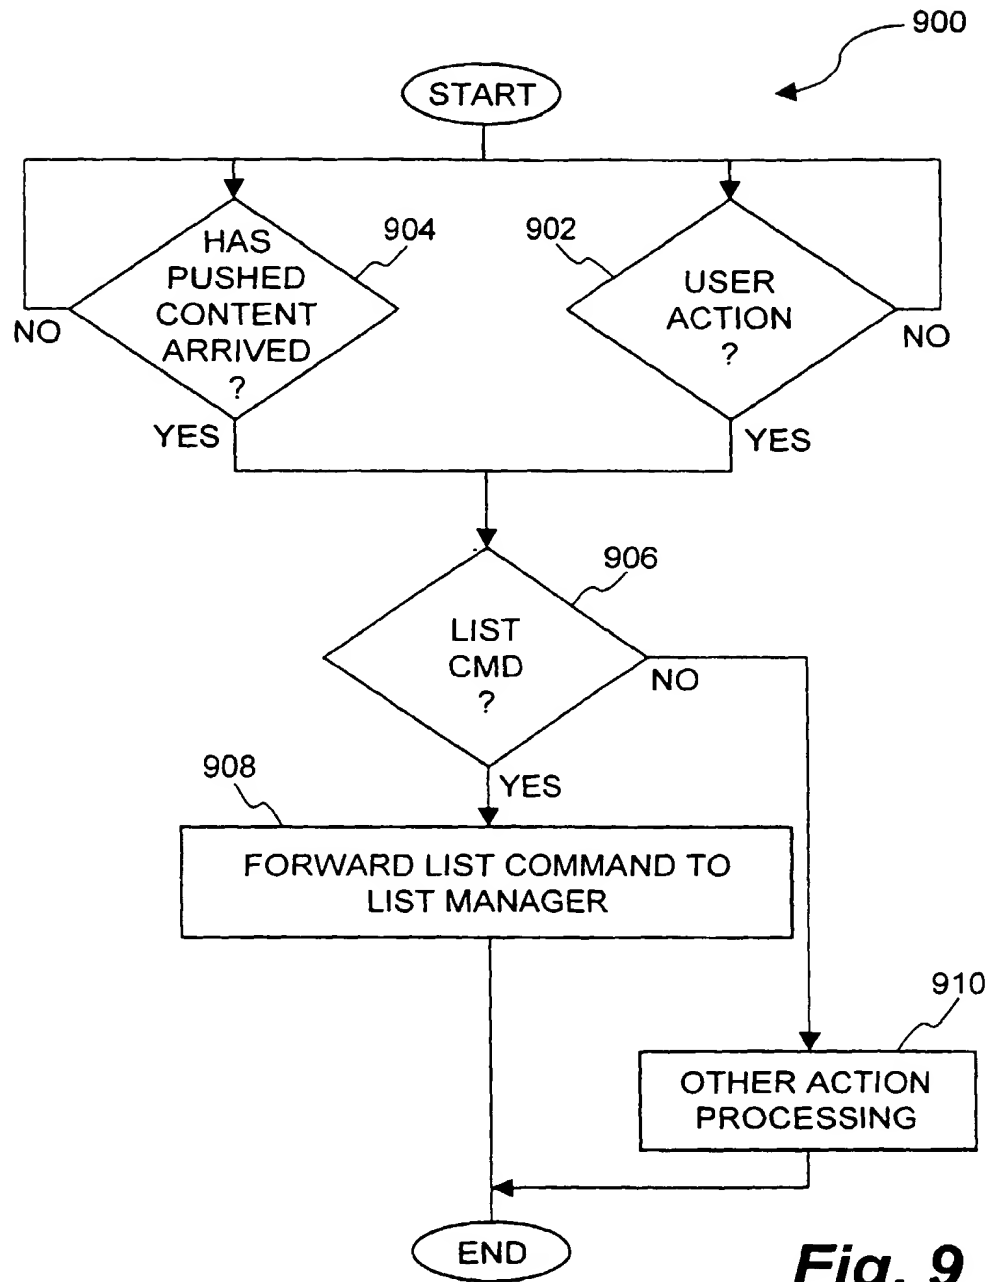 900
START
904
HAS
PUSHED
CONTENT
ARRIVED
?
NO
YES
902
USER
ACTION
?
NO
YES
906
LIST
CMD
?
NO
YES
908
FORWARD LIST COMMAND TO
LIST MANAGER
910
OTHER ACTION
PROCESSING
END
Fig. 9